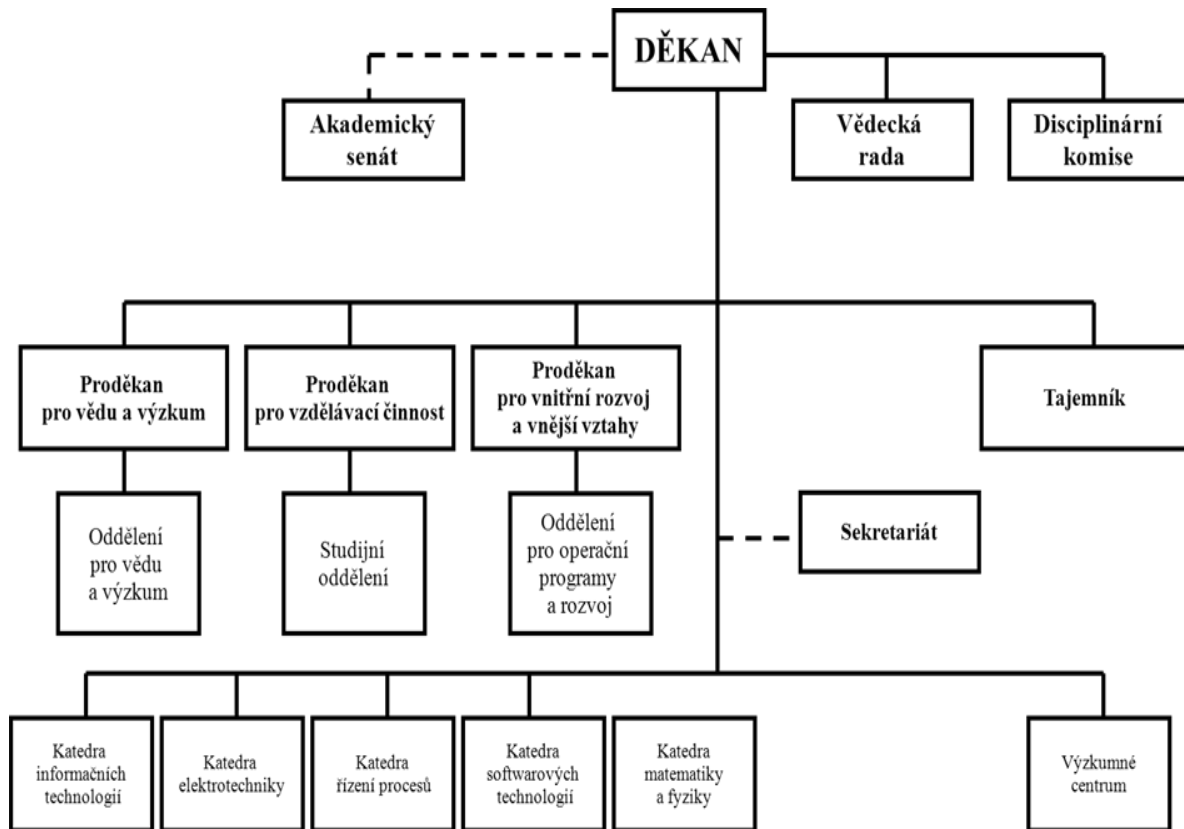 DĚKAN
Akademický
senát
Vědecká
rada
Disciplinární
komise
Proděkan
pro vědu a výzkum
Proděkan
pro vzdělávací činnost
Proděkan
pro vnitřní rozvoj
a vnější vztahy
Tajemník
Oddělení
pro vědu
a výzkum
Studijní
oddělení
Oddělení
pro operační
programy
a rozvoj
Sekretariát
Katedra
informačních
technologií
Katedra
elektrotechniky
Katedra
řízení procesů
Katedra
softwarových
technologií
Katedra
matematiky
a fyziky
Výzkumné
centrum